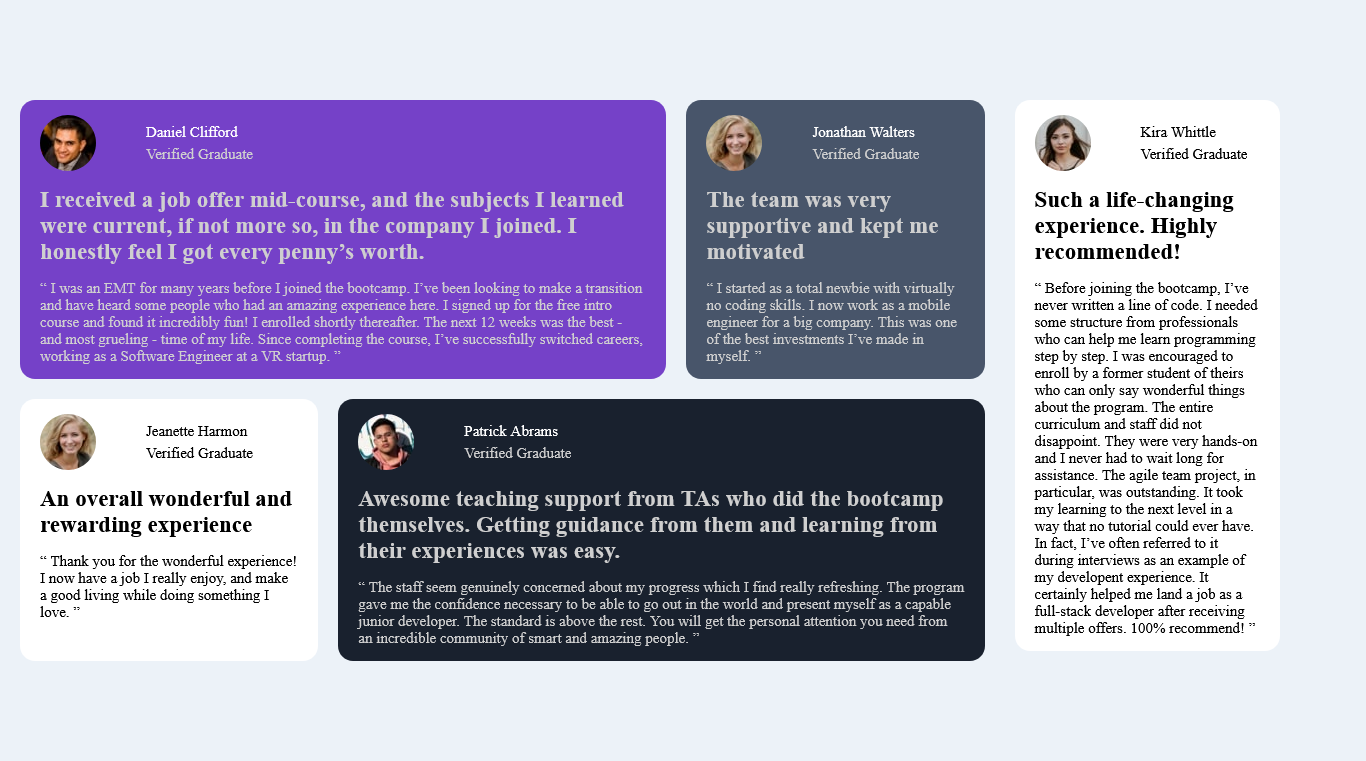 Daniel Clifford
Verified Graduate
I received a job offer mid-course, and the subjects I learned
were current, if not more so, in the company I joined. I
honestly feel I got every penny’s worth.
“ I was an EMT for many years before I joined the bootcamp. I’ve been looking to make a transition
and have heard some people who had an amazing experience here. I signed up for the free intro
course and found it incredibly fun! I enrolled shortly thereafter. The next 12 weeks was the best -
and most grueling - time of my life. Since completing the course, I’ve successfully switched careers,
working as a Software Engineer at a VR startup. ”
Jonathan Walters
Verified Graduate
The team was very
supportive and kept me
motivated
“ I started as a total newbie with virtually
no coding skills. I now work as a mobile
engineer for a big company. This was one
of the best investments I’ve made in
myself. ”
Kira Whittle
Verified Graduate
Such a life-changing
experience. Highly
recommended!
“ Before joining the bootcamp, I’ve
never written a line of code. I needed
some structure from professionals
who can help me learn programming
step by step. I was encouraged to
enroll by a former student of theirs
who can only say wonderful things
about the program. The entire
curriculum and staff did not
disappoint. They were very hands-on
and I never had to wait long for
assistance. The agile team project, in
particular, was outstanding. It took
my learning to the next level in a
way that no tutorial could ever have.
In fact, I’ve often referred to it
during interviews as an example of
my developent experience. It
certainly helped me land a job as a
full-stack developer after receiving
multiple offers. 100% recommend! ”
Jeanette Harmon
Verified Graduate
An overall wonderful and
rewarding experience
“ Thank you for the wonderful experience!
I now have a job I really enjoy, and make
a good living while doing something I
love. ”
Patrick Abrams
Verified Graduate
Awesome teaching support from TAs who did the bootcamp
themselves. Getting guidance from them and learning from
their experiences was easy.
“ The staff seem genuinely concerned about my progress which I find really refreshing. The program
gave me the confidence necessary to be able to go out in the world and present myself as a capable
junior developer. The standard is above the rest. You will get the personal attention you need from
an incredible community of smart and amazing people. ”